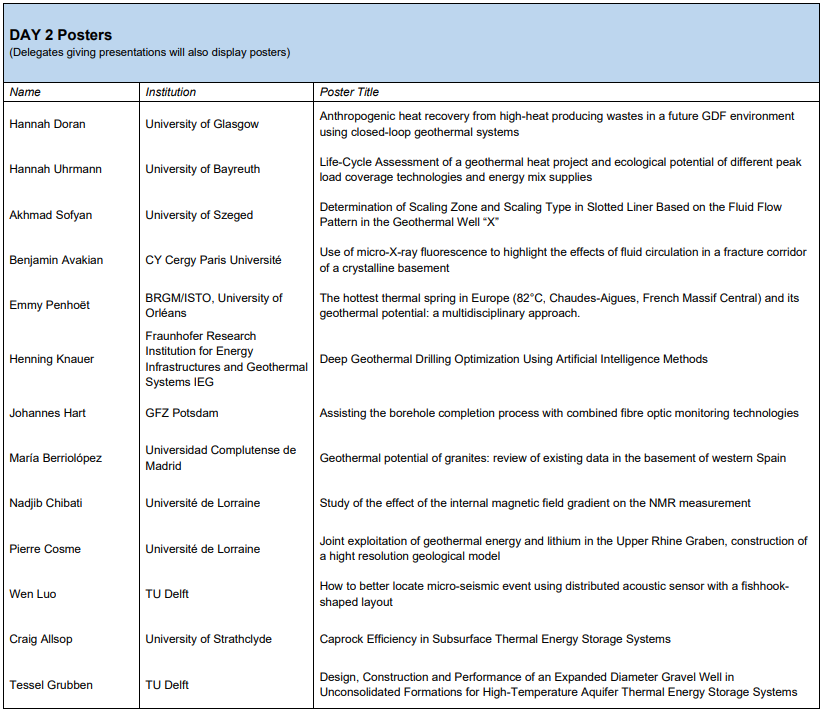 DAY 2 Posters
(Delegates giving presentations will also display posters)
Name Institution Poster Title
Hannah Doran University of Glasgow Anthropogenic heat recovery from high-heat producing wastes in a future GDF environment
using closed-loop geothermal systems
Hannah Uhrmann University of Bayreuth Life-Cycle Assessment of a geothermal heat project and ecological potential of different peak
load coverage technologies and energy mix supplies
Akhmad Sofyan University of Szeged Determination of Scaling Zone and Scaling Type in Slotted Liner Based on the Fluid Flow
Pattern in the Geothermal Well “X”
Benjamin Avakian CY Cergy Paris Université Use of micro-X-ray fluorescence to highlight the effects of fluid circulation in a fracture corridor
of a crystalline basement
Emmy Penhoët BRGM/ISTO, University of
Orléans The hottest thermal spring in Europe (82°C, Chaudes-Aigues, French Massif Central) and its
geothermal potential: a multidisciplinary approach.
Henning Knauer Fraunhofer Research
Institution for Energy
Infrastructures and Geothermal
Systems IEG Deep Geothermal Drilling Optimization Using Artificial Intelligence Methods
Johannes Hart GFZ Potsdam Assisting the borehole completion process with combined fibre optic monitoring technologies
María Berriolópez Universidad Complutense de
Madrid Geothermal potential of granites: review of existing data in the basement of western Spain
Nadjib Chibati Université de Lorraine Study of the effect of the internal magnetic field gradient on the NMR measurement
Pierre Cosme Université de Lorraine Joint exploitation of geothermal energy and lithium in the Upper Rhine Graben, construction of
a hight resolution geological model
Wen Luo TU Delft How to better locate micro-seismic event using distributed acoustic sensor with a fishhook-
shaped layout
Craig Allsop University of Strathclyde Caprock Efficiency in Subsurface Thermal Energy Storage Systems
Tessel Grubben TU Delft Design, Construction and Performance of an Expanded Diameter Gravel Well in
Unconsolidated Formations for High-Temperature Aquifer Thermal Energy Storage Systems